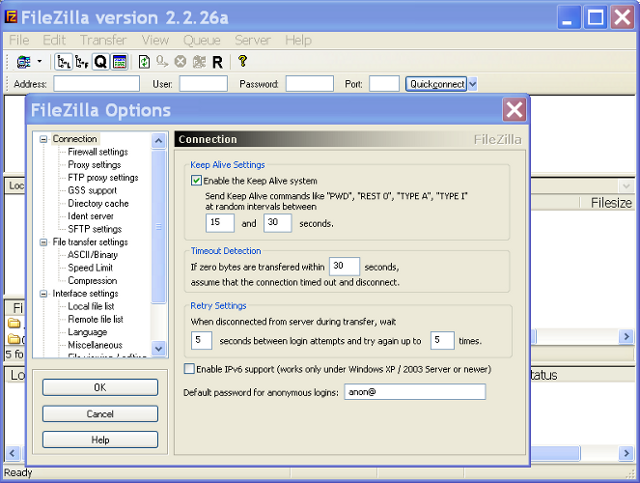 FileZilla version 2.2.26a
File Edit Transfer View Queue Server Help
Address: User: Password: Port: Quickconnect
FileZilla Options
Connection
Firewall settings
Proxy settings
FTP proxy settings
GSS support
Directory cache
Ident server
SFTP settings
File transfer settings
ASCII/Binary
Speed Limit
Compression
Interface settings
Local file list
Remote file list
Language
Miscellaneous
OK
Cancel
Help
Connection FileZilla
Keep Alive Settings
Enable the Keep Alive system
Send Keep Alive commands like "PWD", "REST 0", "TYPE A", "TYPE I"
at random intervals between
15 and 30 seconds.
Timeout Detection
If zero bytes are transfered within 30 seconds,
assume that the connection timed out and disconnect.
Retry Settings
When disconnected from server during transfer, wait
5 seconds between login attempts and try again up to 5 times.
Enable IPv6 support (works only under Windows XP / 2003 Server or newer)
Default password for anonymous logins: anon@
Filesize
Ready